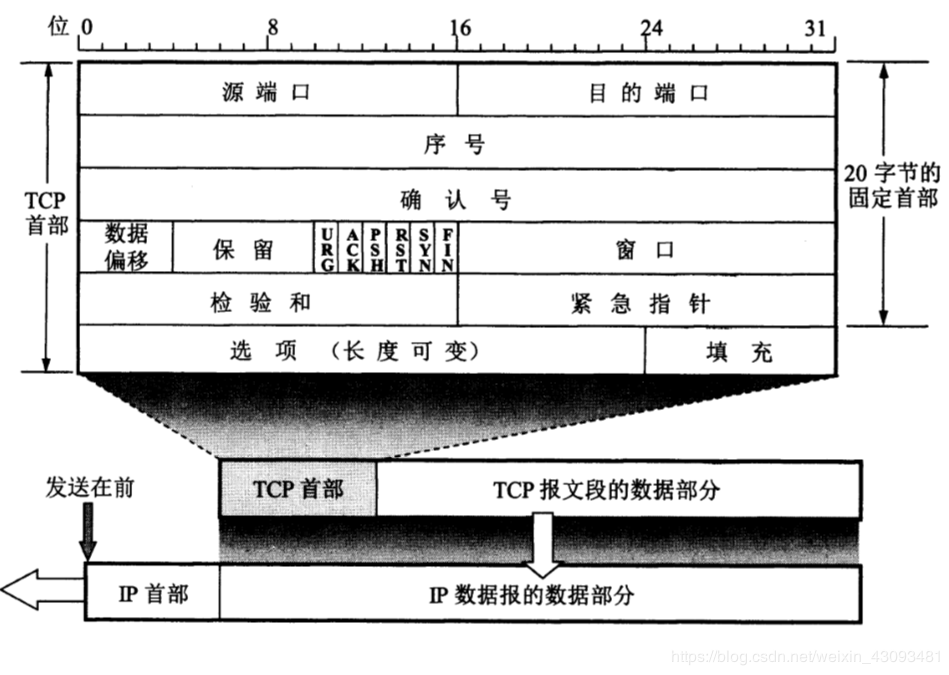 位 0 8 16 24 31
源端口 目的端口
序号
确认号
TCP
首部
20 字节的
固定首部
数据
偏移
保留
URG
ACK
PSH
RST
SYN
FIN
窗口
检验和 紧急指针
选项 (长度可变) 填充
TCP 首部 TCP 报文段的数据部分
发送在前
IP 首部 IP 数据报的数据部分
https://blog.csdn.net/weixin_43093481